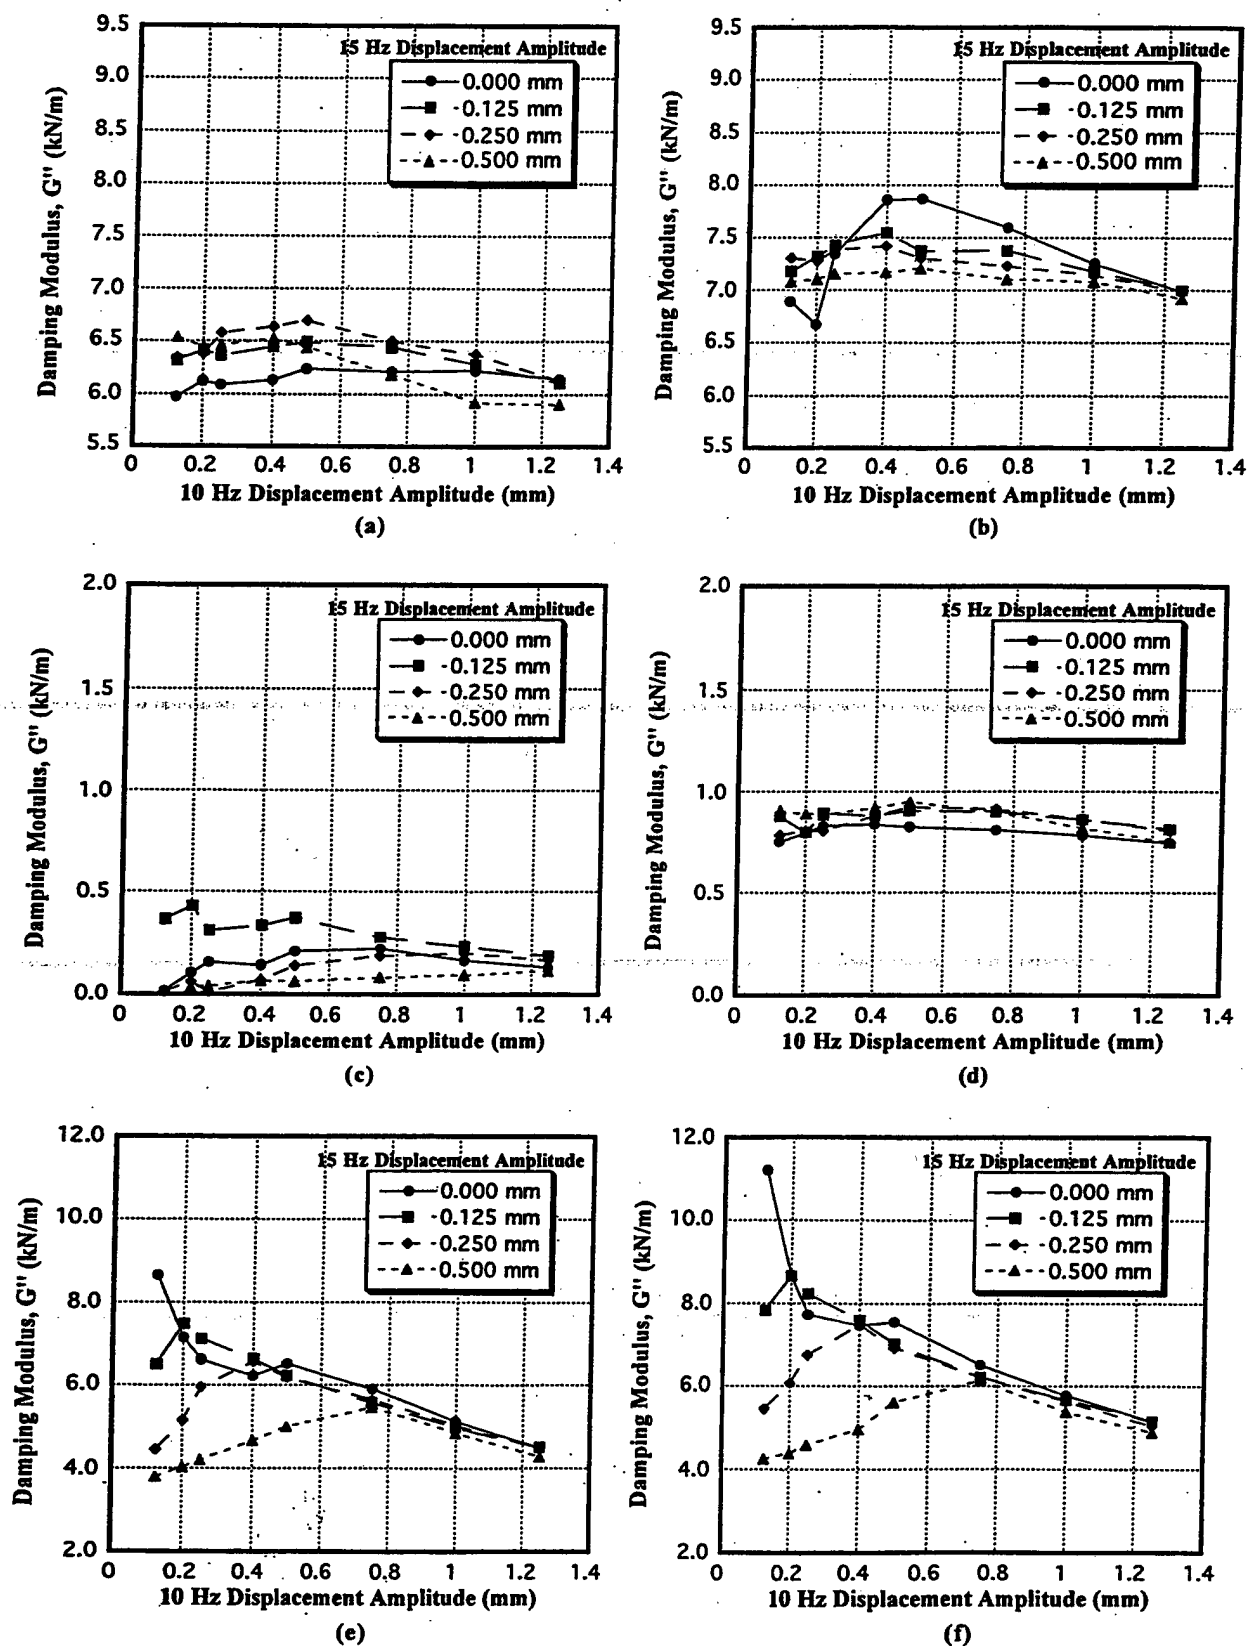 15 Hz Displacement Amplitude
0.000 mm
0.125 mm
0.250 mm
0.500 mm
Damping Modulus, G" (kN/m)
9.5
9.0
8.5
8.0
7.5
7.0
6.5
6.0
5.5
0 0.2 0.4 0.6 0.8 1 1.2 1.4
10 Hz Displacement Amplitude (mm)
(a)
15 Hz Displacement Amplitude
0.000 mm
0.125 mm
0.250 mm
0.500 mm
Damping Modulus, G" (kN/m)
9.5
9.0
8.5
8.0
7.5
7.0
6.5
6.0
5.5
0 0.2 0.4 0.6 0.8 1 1.2 1.4
10 Hz Displacement Amplitude (mm)
(b)
15 Hz Displacement Amplitude
0.000 mm
0.125 mm
0.250 mm
0.500 mm
Damping Modulus, G" (kN/m)
2.0
1.5
1.0
0.5
0.0
0 0.2 0.4 0.6 0.8 1 1.2 1.4
10 Hz Displacement Amplitude (mm)
(c)
15 Hz Displacement Amplitude
0.000 mm
0.125 mm
0.250 mm
0.500 mm
Damping Modulus, G" (kN/m)
2.0
1.5
1.0
0.5
0.0
0 0.2 0.4 0.6 0.8 1 1.2 1.4
10 Hz Displacement Amplitude (mm)
(d)
15 Hz Displacement Amplitude
0.000 mm
0.125 mm
0.250 mm
0.500 mm
Damping Modulus, G" (kN/m)
12.0
10.0
8.0
6.0
4.0
2.0
0 0.2 0.4 0.6 0.8 1 1.2 1.4
10 Hz Displacement Amplitude (mm)
(e)
15 Hz Displacement Amplitude
0.000 mm
0.125 mm
0.250 mm
0.500 mm
Damping Modulus, G" (kN/m)
12.0
10.0
8.0
6.0
4.0
2.0
0 0.2 0.4 0.6 0.8 1 1.2 1.4
10 Hz Displacement Amplitude (mm)
(f)